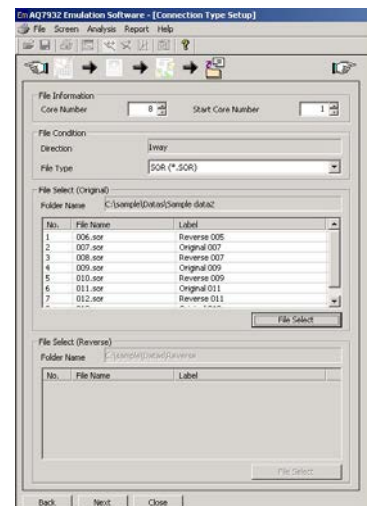 Em AQ7932 Emulation Software - [Connection Type Setup]
File Screen Analysis Report Help
File Information
Core Number 8 Start Core Number 1
File Condition
Direction 1way
File Type SOR (*.SOR)
File Select (Original)
Folder Name C:\sample\Datas\Sample data2
No. File Name Label
1 006.sor Reverse 005
2 007.sor Original 007
3 008.sor Reverse 007
4 009.sor Original 009
5 010.sor Reverse 009
6 011.sor Original 011
7 012.sor Reverse 011
File Select
File Select (Reverse)
Folder Name C:\sample\Datas\Reverse
No. File Name Label
File Select
Back Next Close